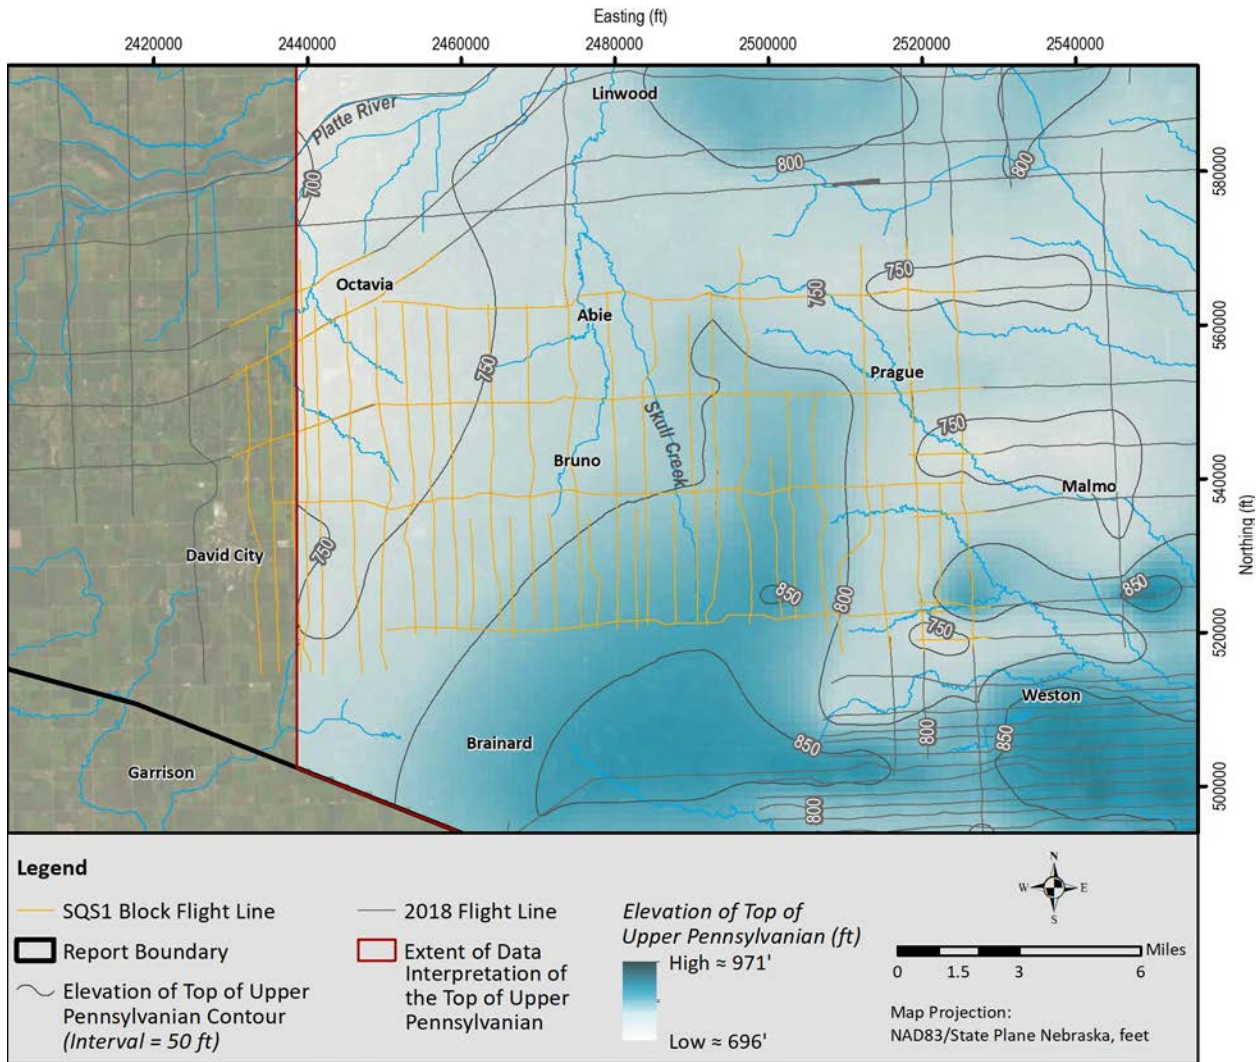 Easting (ft)
2420000
2440000
2460000
2480000
2500000
2520000
2540000
Linwood
Platte River
800
800
580000
700
Octavia
750
750
Abie
560000
750
Prague
Skull Creek
750
Bruno
Malmo
540000
Northing (ft)
David City
750
850
800
850
750
520000
Weston
Brainard
850
800
850
Garrison
800
500000
Legend
SQS1 Block Flight Line
Report Boundary
Elevation of Top of Upper
Pennsylvanian Contour
(Interval = 50 ft)
2018 Flight Line
Extent of Data
Interpretation of
the Top of Upper
Pennsylvanian
Elevation of Top of
Upper Pennsylvanian (ft)
High ≈ 971'
Low ≈ 696'
N
W
E
S
Miles
0
1.5
3
6
Map Projection:
NAD83/State Plane Nebraska, feet